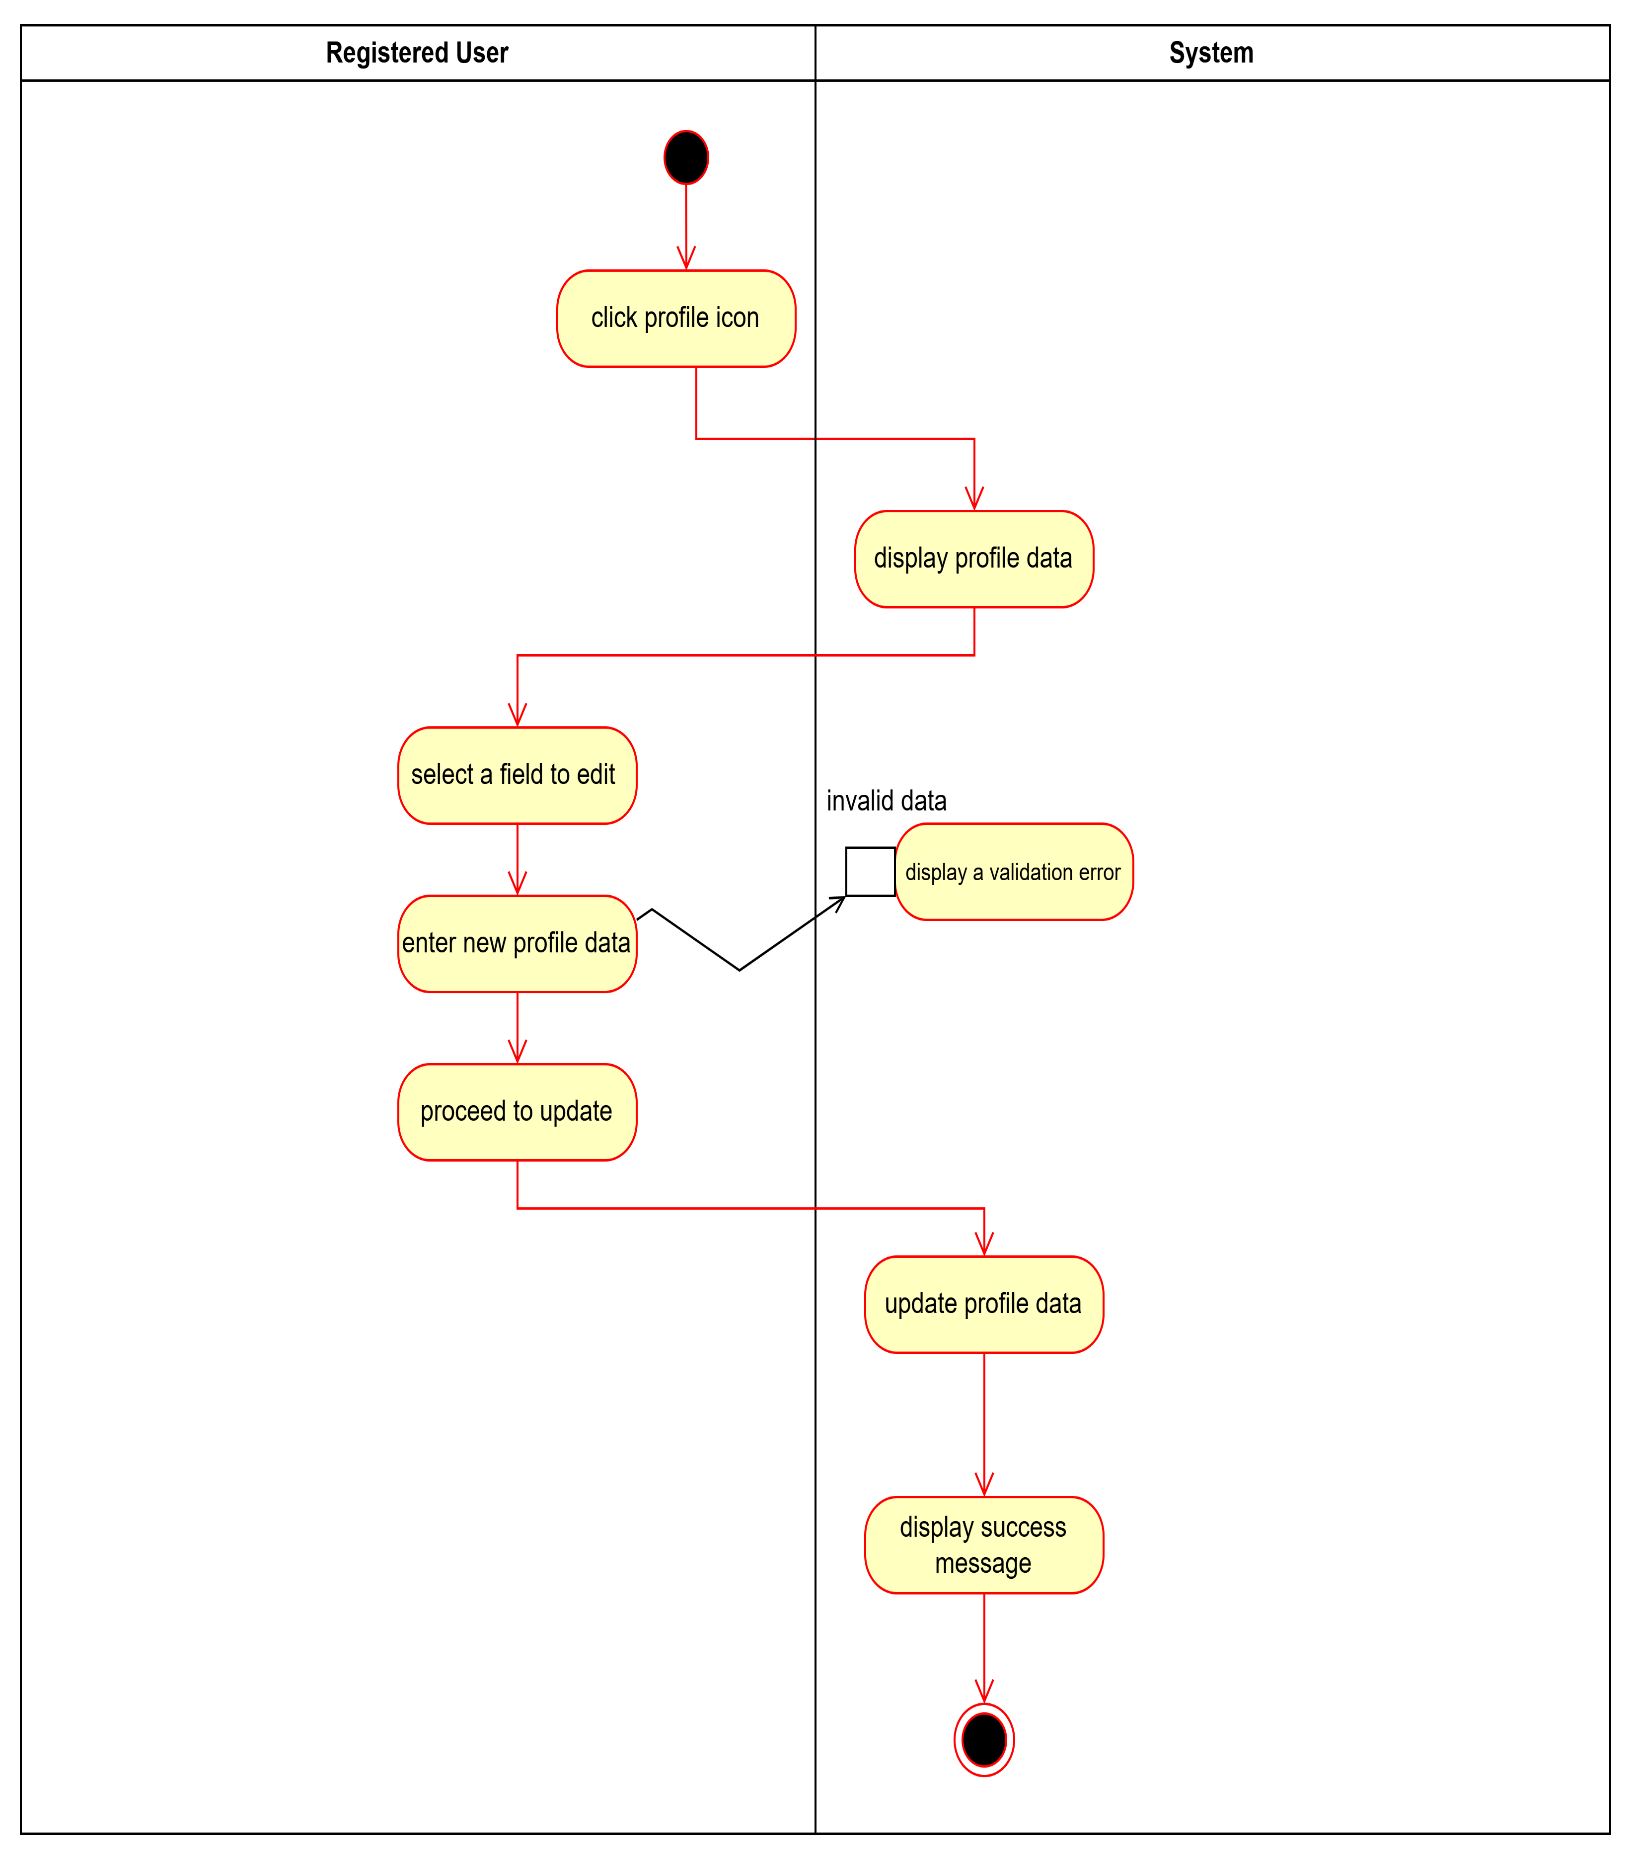 Registered User
System
click profile icon
display profile data
select a field to edit
invalid data
display a validation error
enter new profile data
proceed to update
update profile data
display success
message